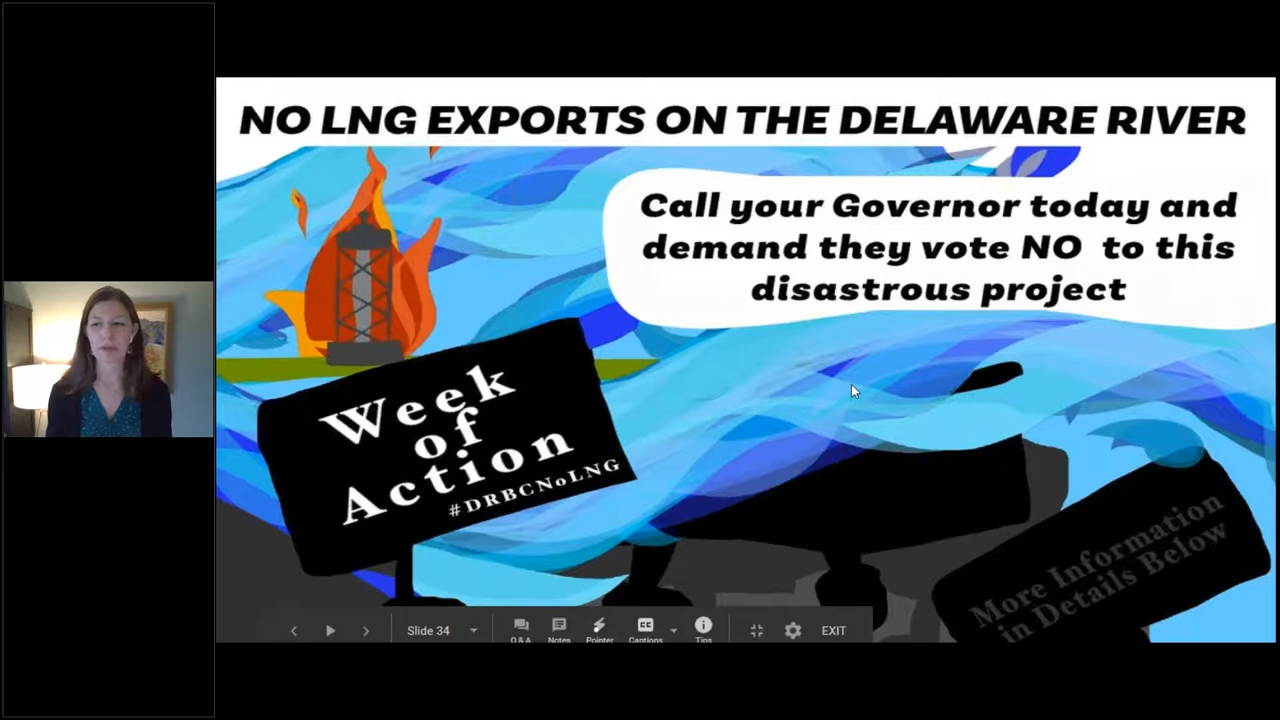 NO LNG EXPORTS ON THE DELAWARE RIVER
Call your Governor today and
demand they vote NO to this
disastrous project
Week
of
Action
#DRBCNoLNG
More Information
in Details Below
Slide 34
Q&A Notes Pointer Captions Tips
EXIT